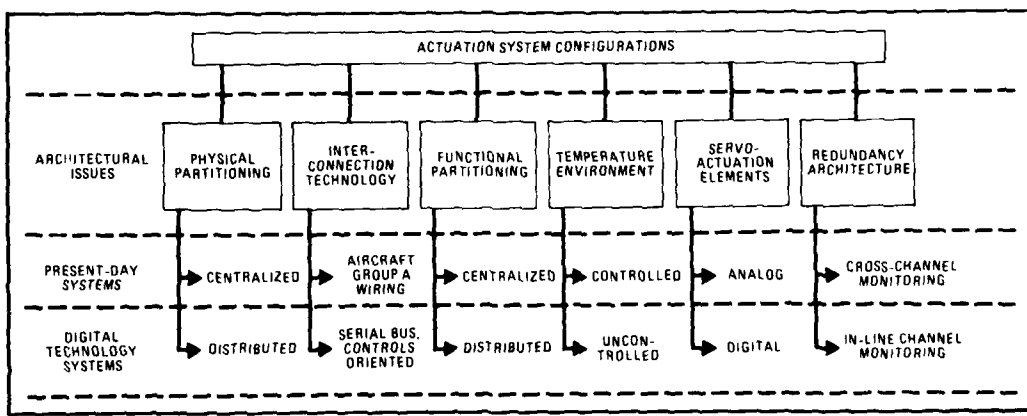 ACTUATION SYSTEM CONFIGURATIONS
ARCHITECTURAL
ISSUES
PHYSICAL
PARTITIONING
INTER-
CONNECTION
TECHNOLOGY
FUNCTIONAL
PARTITIONING
TEMPERATURE
ENVIRONMENT
SERVO-
ACTUATION
ELEMENTS
REDUNDANCY
ARCHITECTURE
PRESENT-DAY
SYSTEMS
CENTRALIZED
AIRCRAFT
GROUP A
WIRING
CENTRALIZED
CONTROLLED
ANALOG
CROSS-CHANNEL
MONITORING
DIGITAL
TECHNOLOGY
SYSTEMS
DISTRIBUTED
SERIAL BUS,
CONTROLS
ORIENTED
DISTRIBUTED
UNCON-
TROLLED
DIGITAL
IN-LINE CHANNEL
MONITORING